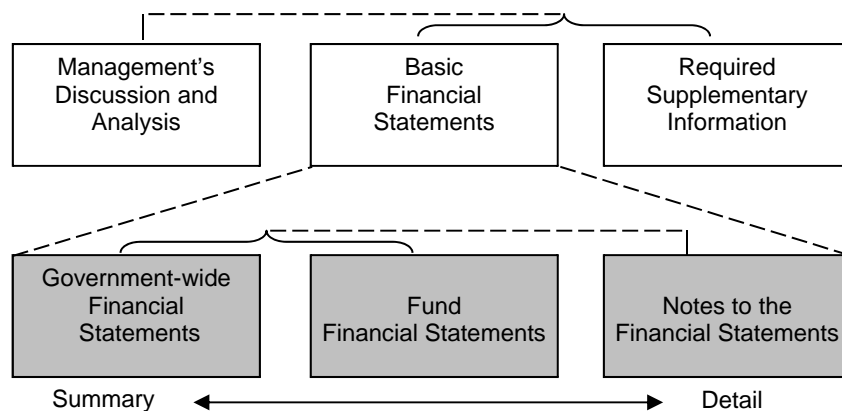 Management’s
Discussion and
Analysis
Basic
Financial
Statements
Required
Supplementary
Information
Government-wide
Financial
Statements
Fund
Financial Statements
Notes to the
Financial Statements
Summary
Detail